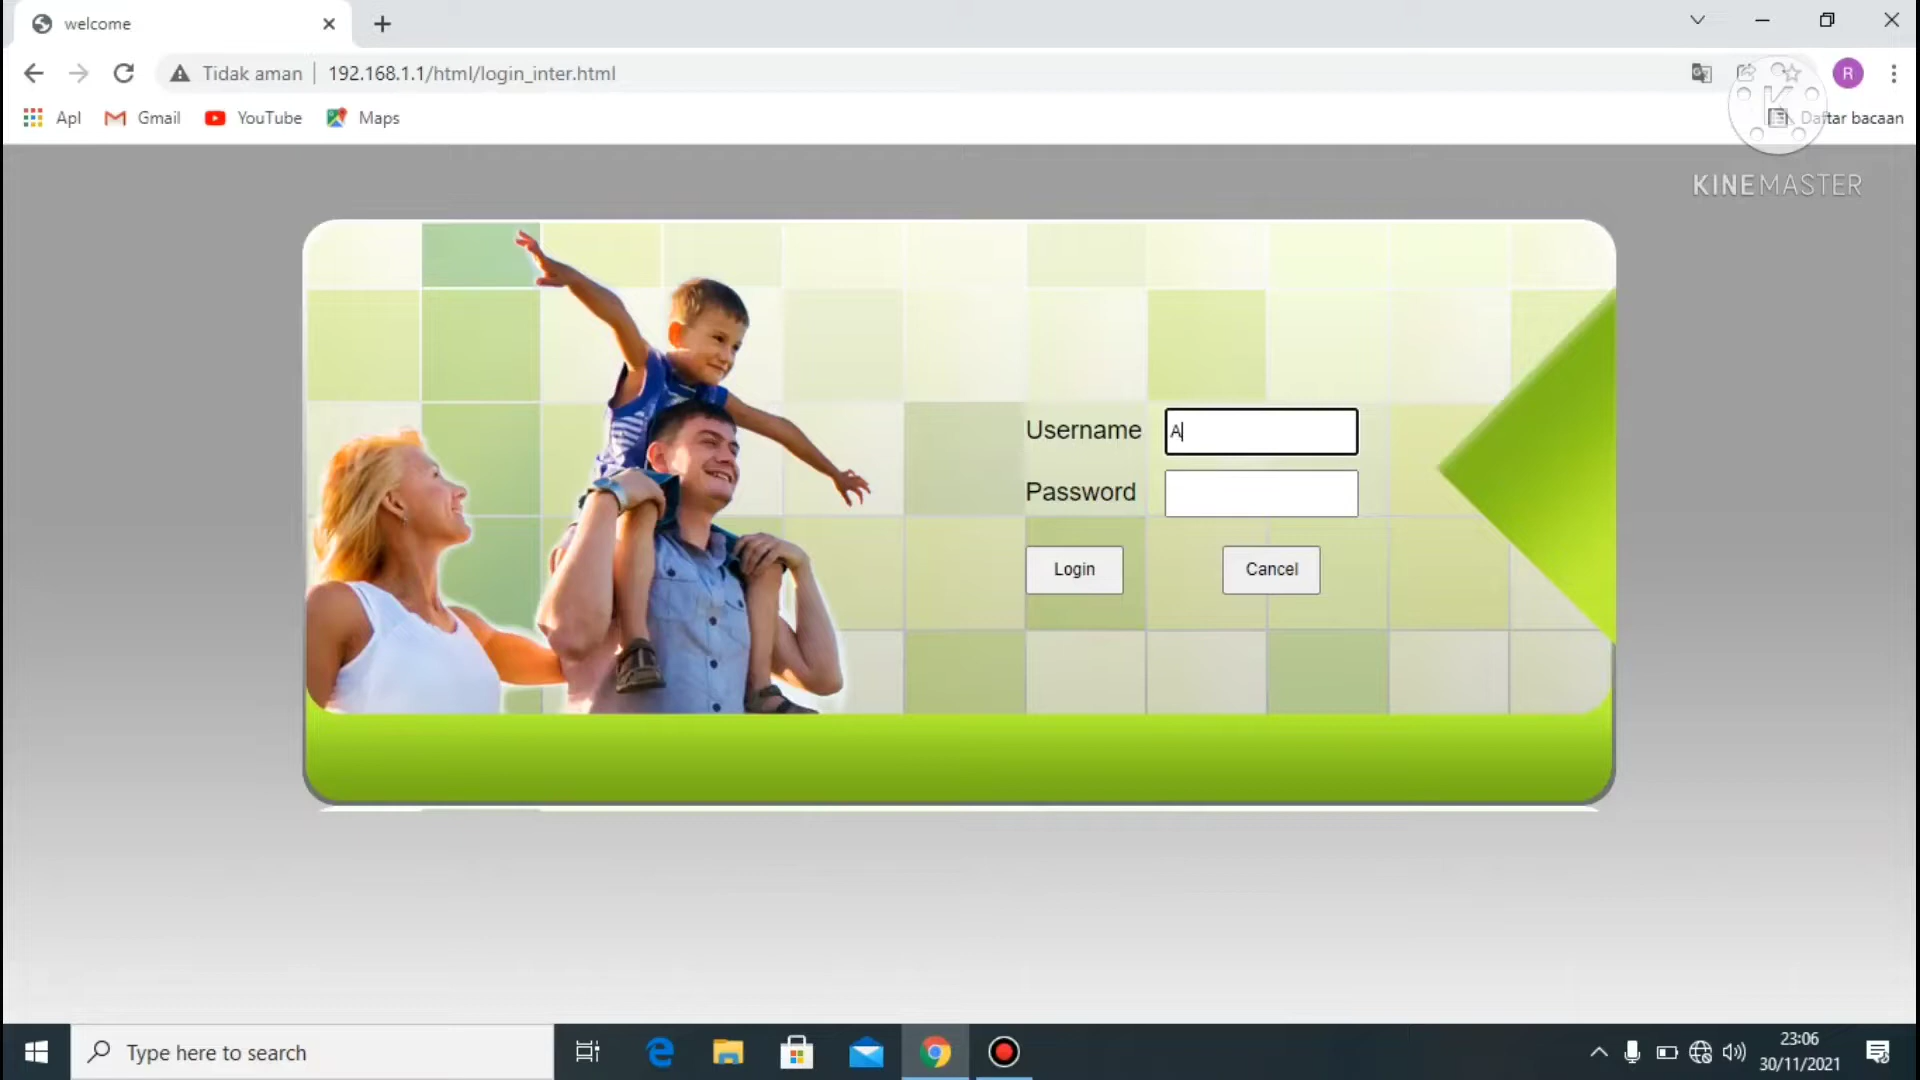 welcome
Tidak aman
192.168.1.1/html/login_inter.html
R
Apl
Gmail
YouTube
Maps
Daftar bacaan
K
KINEMASTER
Username
A
Password
Login
Cancel
Type here to search
23:06
30/11/2021